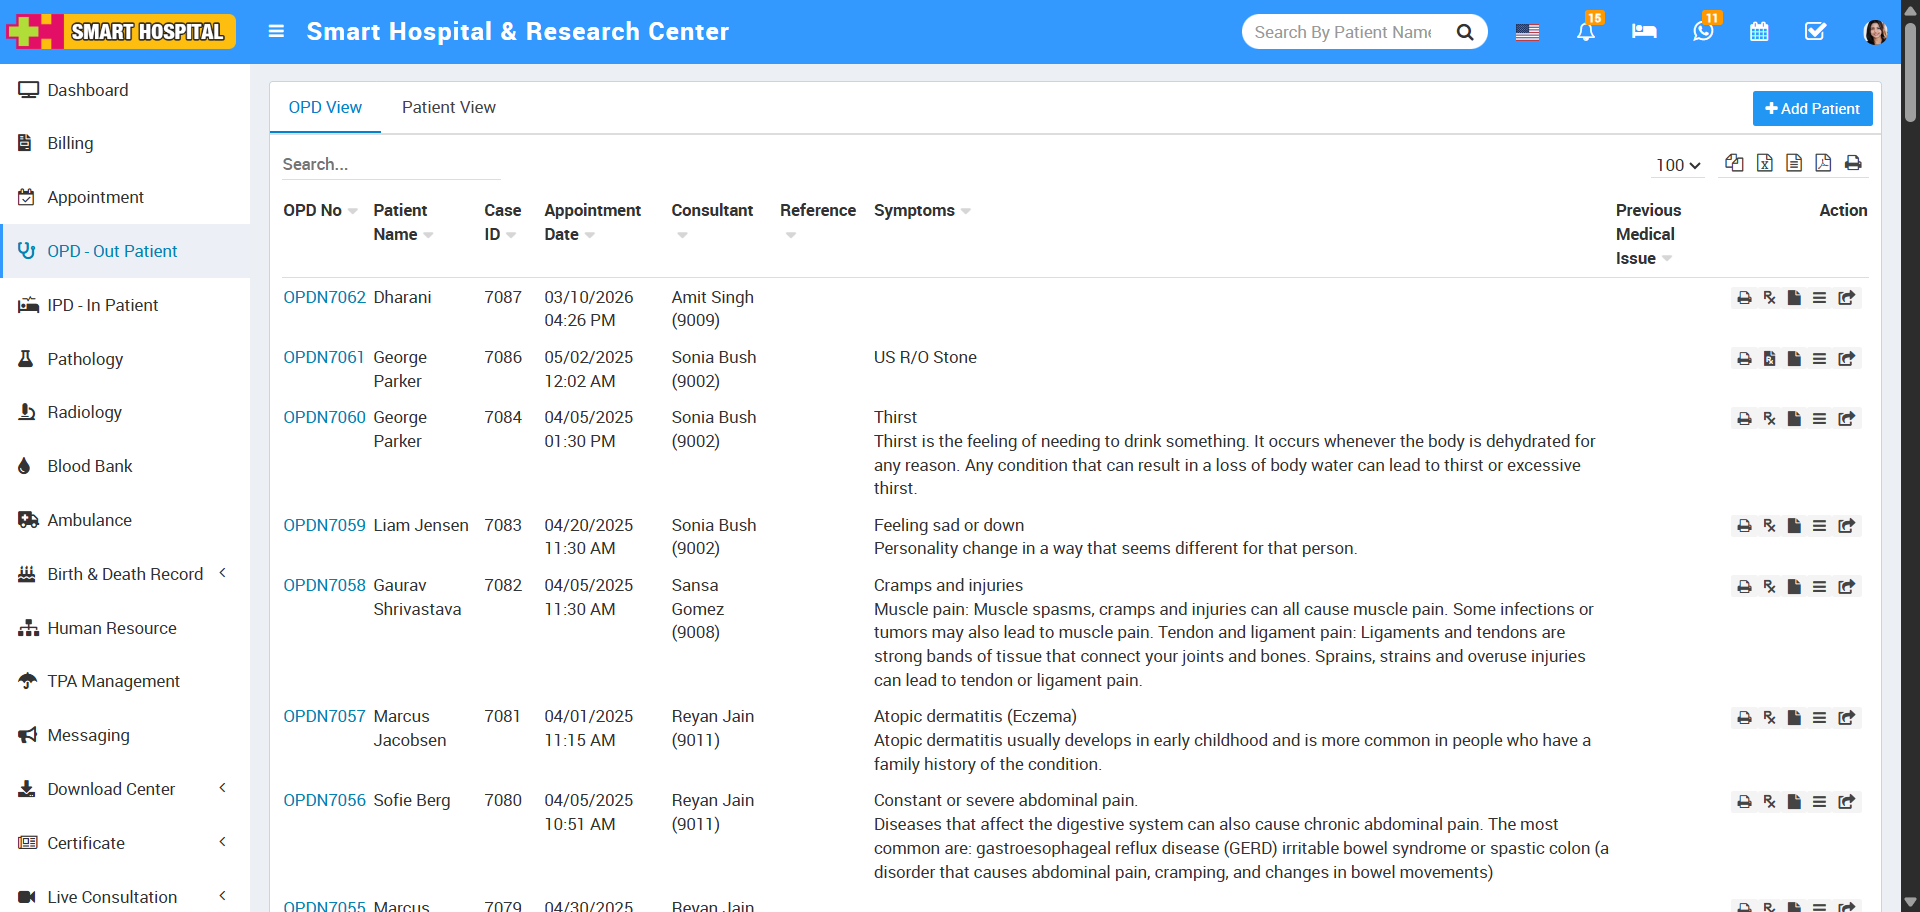 SMART HOSPITAL
Smart Hospital & Research Center
Search By Patient Name
15
11
Dashboard
Billing
Appointment
OPD - Out Patient
IPD - In Patient
Pathology
Radiology
Blood Bank
Ambulance
Birth & Death Record
Human Resource
TPA Management
Messaging
Download Center
Certificate
Live Consultation
OPD View Patient View
Add Patient
Search...
100
OPD No Patient Name Case ID Appointment Date Consultant Reference Symptoms Previous Medical Issue Action
OPDN7062 Dharani 7087 03/10/2026 Amit Singh
04:26 PM (9009)
OPDN7061 George 7086 05/02/2025 Sonia Bush US R/O Stone
Parker 12:02 AM (9002)
OPDN7060 George 7084 04/05/2025 Sonia Bush Thirst
Parker 01:30 PM (9002) Thirst is the feeling of needing to drink something. It occurs whenever the body is dehydrated for
any reason. Any condition that can result in a loss of body water can lead to thirst or excessive
thirst.
OPDN7059 Liam Jensen 7083 04/20/2025 Sonia Bush Feeling sad or down
11:30 AM (9002) Personality change in a way that seems different for that person.
OPDN7058 Gaurav 7082 04/05/2025 Sansa Cramps and injuries
Shrivastava 11:30 AM Gomez Muscle pain: Muscle spasms, cramps and injuries can all cause muscle pain. Some infections or
(9008) tumors may also lead to muscle pain. Tendon and ligament pain: Ligaments and tendons are
strong bands of tissue that connect your joints and bones. Sprains, strains and overuse injuries
can lead to tendon or ligament pain.
OPDN7057 Marcus 7081 04/01/2025 Reyan Jain Atopic dermatitis (Eczema)
Jacobsen 11:15 AM (9011) Atopic dermatitis usually develops in early childhood and is more common in people who have a
family history of the condition.
OPDN7056 Sofie Berg 7080 04/05/2025 Reyan Jain Constant or severe abdominal pain.
10:51 AM (9011) Diseases that affect the digestive system can also cause chronic abdominal pain. The most
common are: gastroesophageal reflux disease (GERD) irritable bowel syndrome or spastic colon (a
disorder that causes abdominal pain, cramping, and changes in bowel movements)
OPDN7055 Marcus 7079 04/30/2025 Reyan Jain